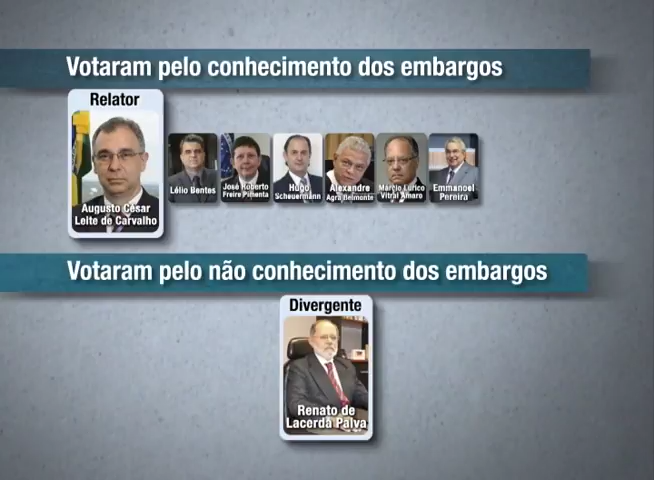 Votaram pelo conhecimento dos embargos
Relator
Augusto César
Leite de Carvalho
Lélio Bentes
José Roberto
Freire Pimenta
Hugo
Scheuermann
Alexandre
Agra Belmonte
Márcio Eurico
Vitral Amaro
Emmanoel
Pereira
Votaram pelo não conhecimento dos embargos
Divergente
Renato de
Lacerda Paiva